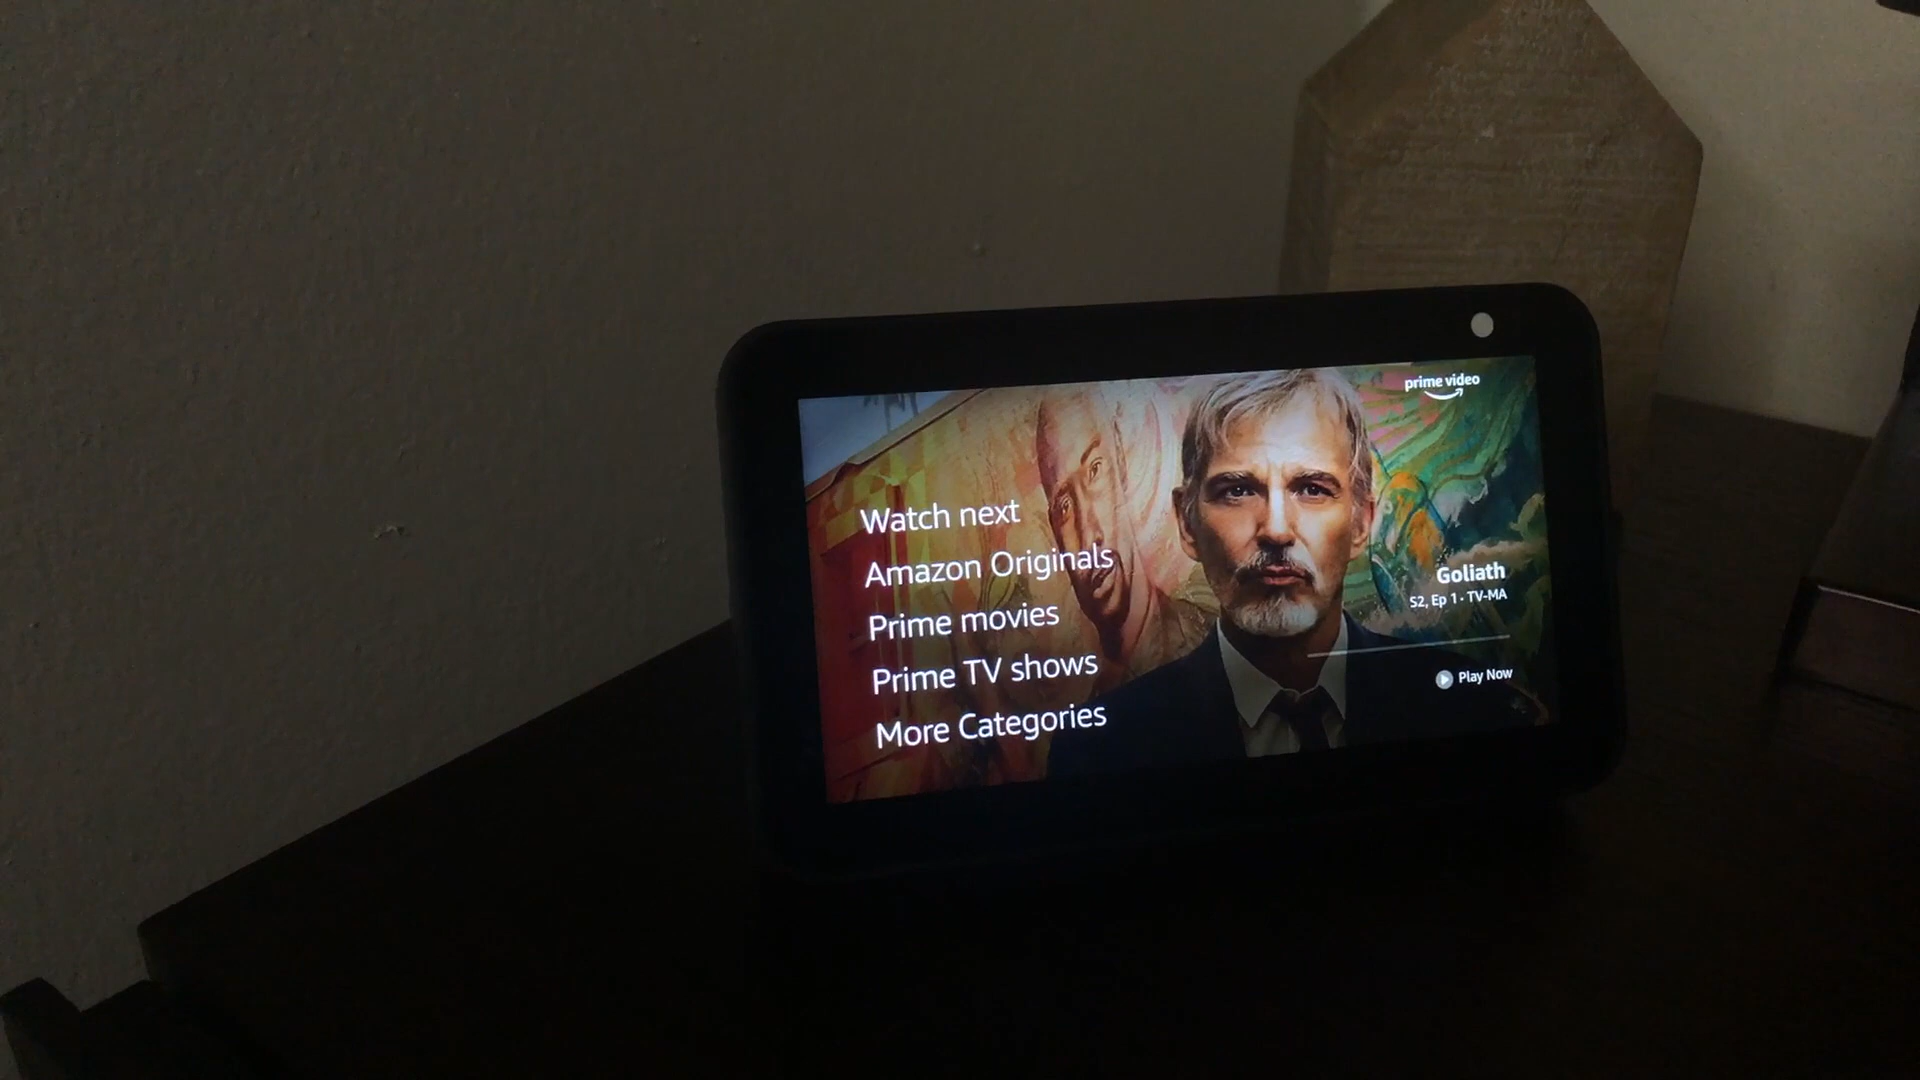 prime video
Watch next
Amazon Originals
Prime movies
Prime TV shows
More Categories
Goliath
S2, Ep 1 · TV-MA
Play Now